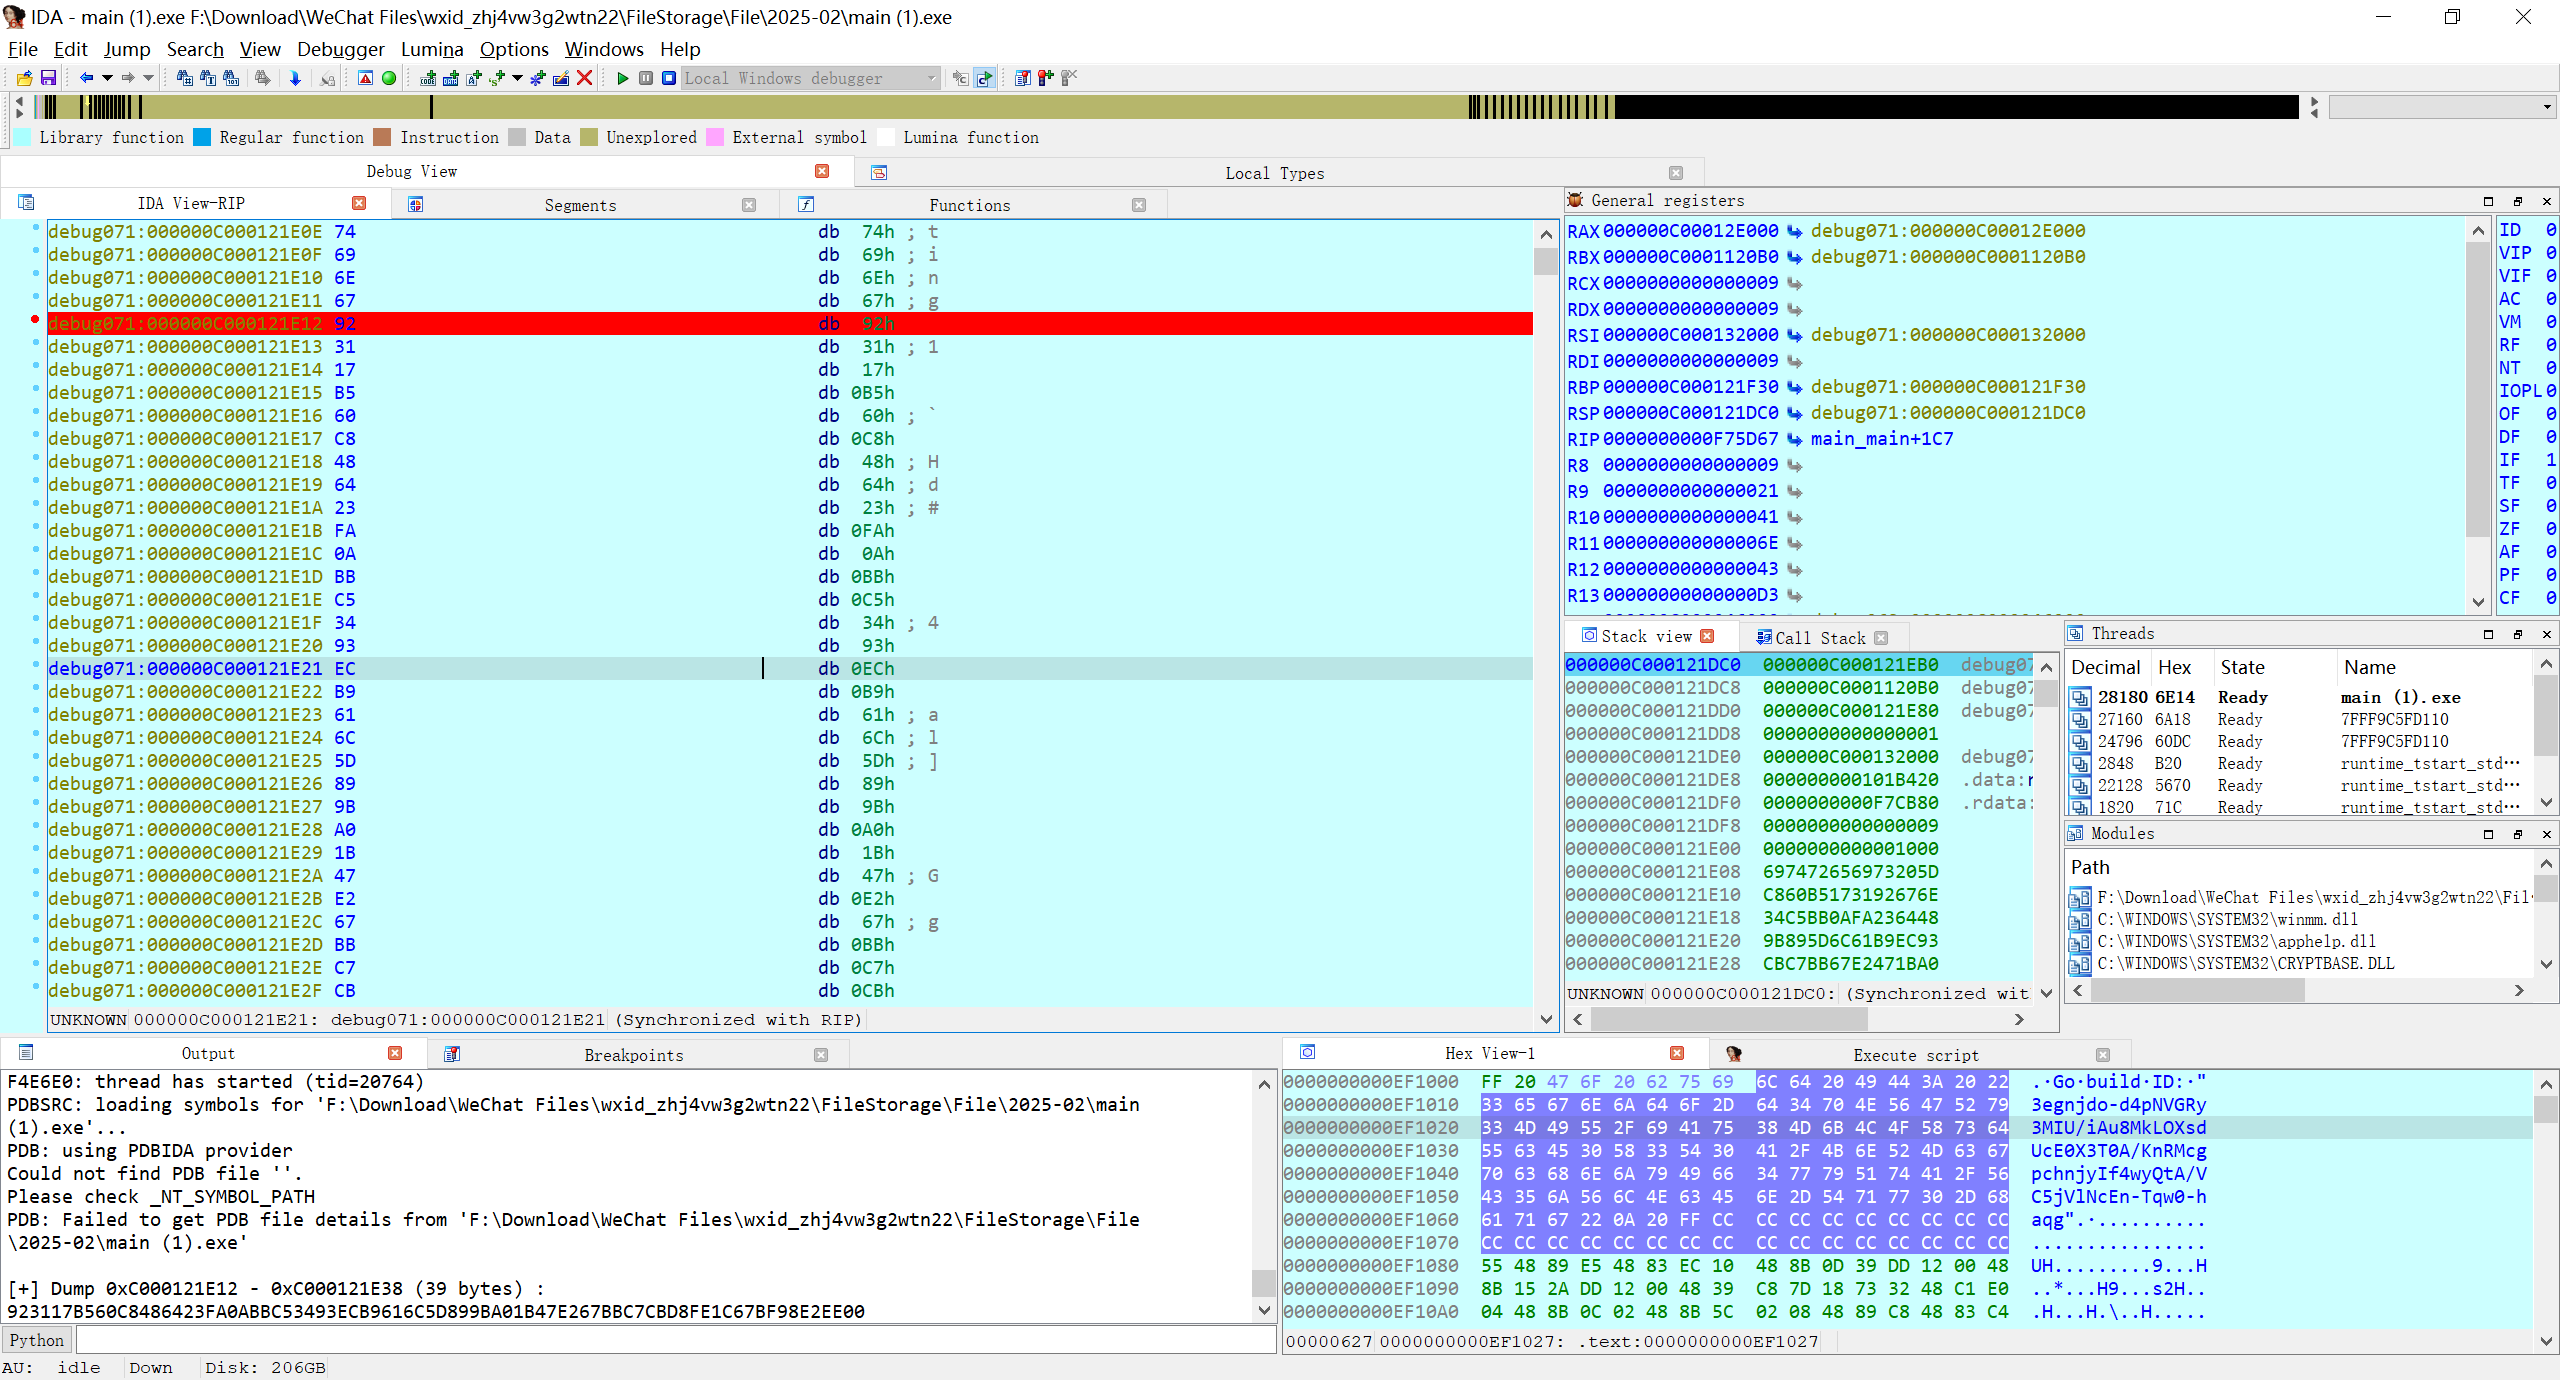 IDA - main (1).exe F:\Download\WeChat Files\wxid_zhj4vw3g2wtn22\FileStorage\File\2025-02\main (1).exe
File Edit Jump Search View Debugger Lumina Options Windows Help
Local Windows debugger
Library function Regular function Instruction Data Unexplored External symbol Lumina function
Debug View Local Types
IDA View-RIP Segments Functions
debug071:000000C000121E0E 74 db 74h ; t
debug071:000000C000121E0F 69 db 69h ; i
debug071:000000C000121E10 6E db 6Eh ; n
debug071:000000C000121E11 67 db 67h ; g
debug071:000000C000121E12 92 db 92h
debug071:000000C000121E13 31 db 31h ; 1
debug071:000000C000121E14 17 db 17h
debug071:000000C000121E15 B5 db 0B5h
debug071:000000C000121E16 60 db 60h ; `
debug071:000000C000121E17 C8 db 0C8h
debug071:000000C000121E18 48 db 48h ; H
debug071:000000C000121E19 64 db 64h ; d
debug071:000000C000121E1A 23 db 23h ; #
debug071:000000C000121E1B FA db 0FAh
debug071:000000C000121E1C 0A db 0Ah
debug071:000000C000121E1D BB db 0BBh
debug071:000000C000121E1E C5 db 0C5h
debug071:000000C000121E1F 34 db 34h ; 4
debug071:000000C000121E20 93 db 93h
debug071:000000C000121E21 EC db 0ECh
debug071:000000C000121E22 B9 db 0B9h
debug071:000000C000121E23 61 db 61h ; a
debug071:000000C000121E24 6C db 6Ch ; l
debug071:000000C000121E25 5D db 5Dh ; ]
debug071:000000C000121E26 89 db 89h
debug071:000000C000121E27 9B db 9Bh
debug071:000000C000121E28 A0 db 0A0h
debug071:000000C000121E29 1B db 1Bh
debug071:000000C000121E2A 47 db 47h ; G
debug071:000000C000121E2B E2 db 0E2h
debug071:000000C000121E2C 67 db 67h ; g
debug071:000000C000121E2D BB db 0BBh
debug071:000000C000121E2E C7 db 0C7h
debug071:000000C000121E2F CB db 0CBh
UNKNOWN 000000C000121E21: debug071:000000C000121E21 (Synchronized with RIP)
General registers
RAX 000000C00012E000 debug071:000000C00012E000
RBX 000000C0001120B0 debug071:000000C0001120B0
RCX 0000000000000009
RDX 0000000000000009
RSI 000000C000132000 debug071:000000C000132000
RDI 0000000000000009
RBP 000000C000121F30 debug071:000000C000121F30
RSP 000000C000121DC0 debug071:000000C000121DC0
RIP 0000000000F75D67 main_main+1C7
R8 0000000000000009
R9 0000000000000021
R10 0000000000000041
R11 000000000000006E
R12 0000000000000043
R13 00000000000000D3
ID 0
VIP 0
VIF 0
AC 0
VM 0
RF 0
NT 0
IOPL 0
OF 0
DF 0
IF 1
TF 0
SF 0
ZF 0
AF 0
PF 0
CF 0
Stack view Call Stack
000000C000121DC0 000000C000121EB0 debug07
000000C000121DC8 000000C0001120B0 debug07
000000C000121DD0 000000C000121E80 debug07
000000C000121DD8 0000000000000001
000000C000121DE0 000000C000132000 debug07
000000C000121DE8 000000000101B420 .data:r
000000C000121DF0 0000000000F7CB80 .rdata:
000000C000121DF8 0000000000000009
000000C000121E00 0000000000001000
000000C000121E08 697472656973205D
000000C000121E10 C860B5173192676E
000000C000121E18 34C5BB0AFA236448
000000C000121E20 9B895D6C61B9EC93
000000C000121E28 CBC7BB67E2471BA0
UNKNOWN 000000C000121DC0: (Synchronized wit
Threads
Decimal Hex State Name
28180 6E14 Ready main (1).exe
27160 6A18 Ready 7FFF9C5FD110
24796 60DC Ready 7FFF9C5FD110
2848 B20 Ready runtime_tstart_std…
22128 5670 Ready runtime_tstart_std…
1820 71C Ready runtime_tstart_std…
Modules
Path
F:\Download\WeChat Files\wxid_zhj4vw3g2wtn22\Fil
C:\WINDOWS\SYSTEM32\winmm.dll
C:\WINDOWS\SYSTEM32\apphelp.dll
C:\WINDOWS\SYSTEM32\CRYPTBASE.DLL
Output Breakpoints
F4E6E0: thread has started (tid=20764)
PDBSRC: loading symbols for 'F:\Download\WeChat Files\wxid_zhj4vw3g2wtn22\FileStorage\File\2025-02\main
(1).exe'...
PDB: using PDBIDA provider
Could not find PDB file ''.
Please check _NT_SYMBOL_PATH
PDB: Failed to get PDB file details from 'F:\Download\WeChat Files\wxid_zhj4vw3g2wtn22\FileStorage\File
\2025-02\main (1).exe'
[+] Dump 0xC000121E12 - 0xC000121E38 (39 bytes) :
923117B560C8486423FA0ABBC53493ECB9616C5D899BA01B47E267BBC7CBD8FE1C67BF98E2EE00
Python
AU: idle Down Disk: 206GB
Hex View-1 Execute script
0000000000EF1000 FF 20 47 6F 20 62 75 69 6C 64 20 49 44 3A 20 22 .·Go·build·ID:·"
0000000000EF1010 33 65 67 6E 6A 64 6F 2D 64 34 70 4E 56 47 52 79 3egnjdo-d4pNVGRy
0000000000EF1020 33 4D 49 55 2F 69 41 75 38 4D 6B 4C 4F 58 73 64 3MIU/iAu8MkLOXsd
0000000000EF1030 55 63 45 30 58 33 54 30 41 2F 4B 6E 52 4D 63 67 UcE0X3T0A/KnRMcg
0000000000EF1040 70 63 68 6E 6A 79 49 66 34 77 79 51 74 41 2F 56 pchnjyIf4wyQtA/V
0000000000EF1050 43 35 6A 56 6C 4E 63 45 6E 2D 54 71 77 30 2D 68 C5jVlNcEn-Tqw0-h
0000000000EF1060 61 71 67 22 0A 20 FF CC CC CC CC CC CC CC CC CC aqg".·..........
0000000000EF1070 CC CC CC CC CC CC CC CC CC CC CC CC CC CC CC CC ................
0000000000EF1080 55 48 89 E5 48 83 EC 10 48 8B 0D 39 DD 12 00 48 UH.........9...H
0000000000EF1090 8B 15 2A DD 12 00 48 39 C8 7D 18 73 32 48 C1 E0 ..*...H9...s2H..
0000000000EF10A0 04 48 8B 0C 02 48 8B 5C 02 08 48 89 C8 48 83 C4 .H...H.\..H.....
00000627 0000000000EF1027: .text:0000000000EF1027